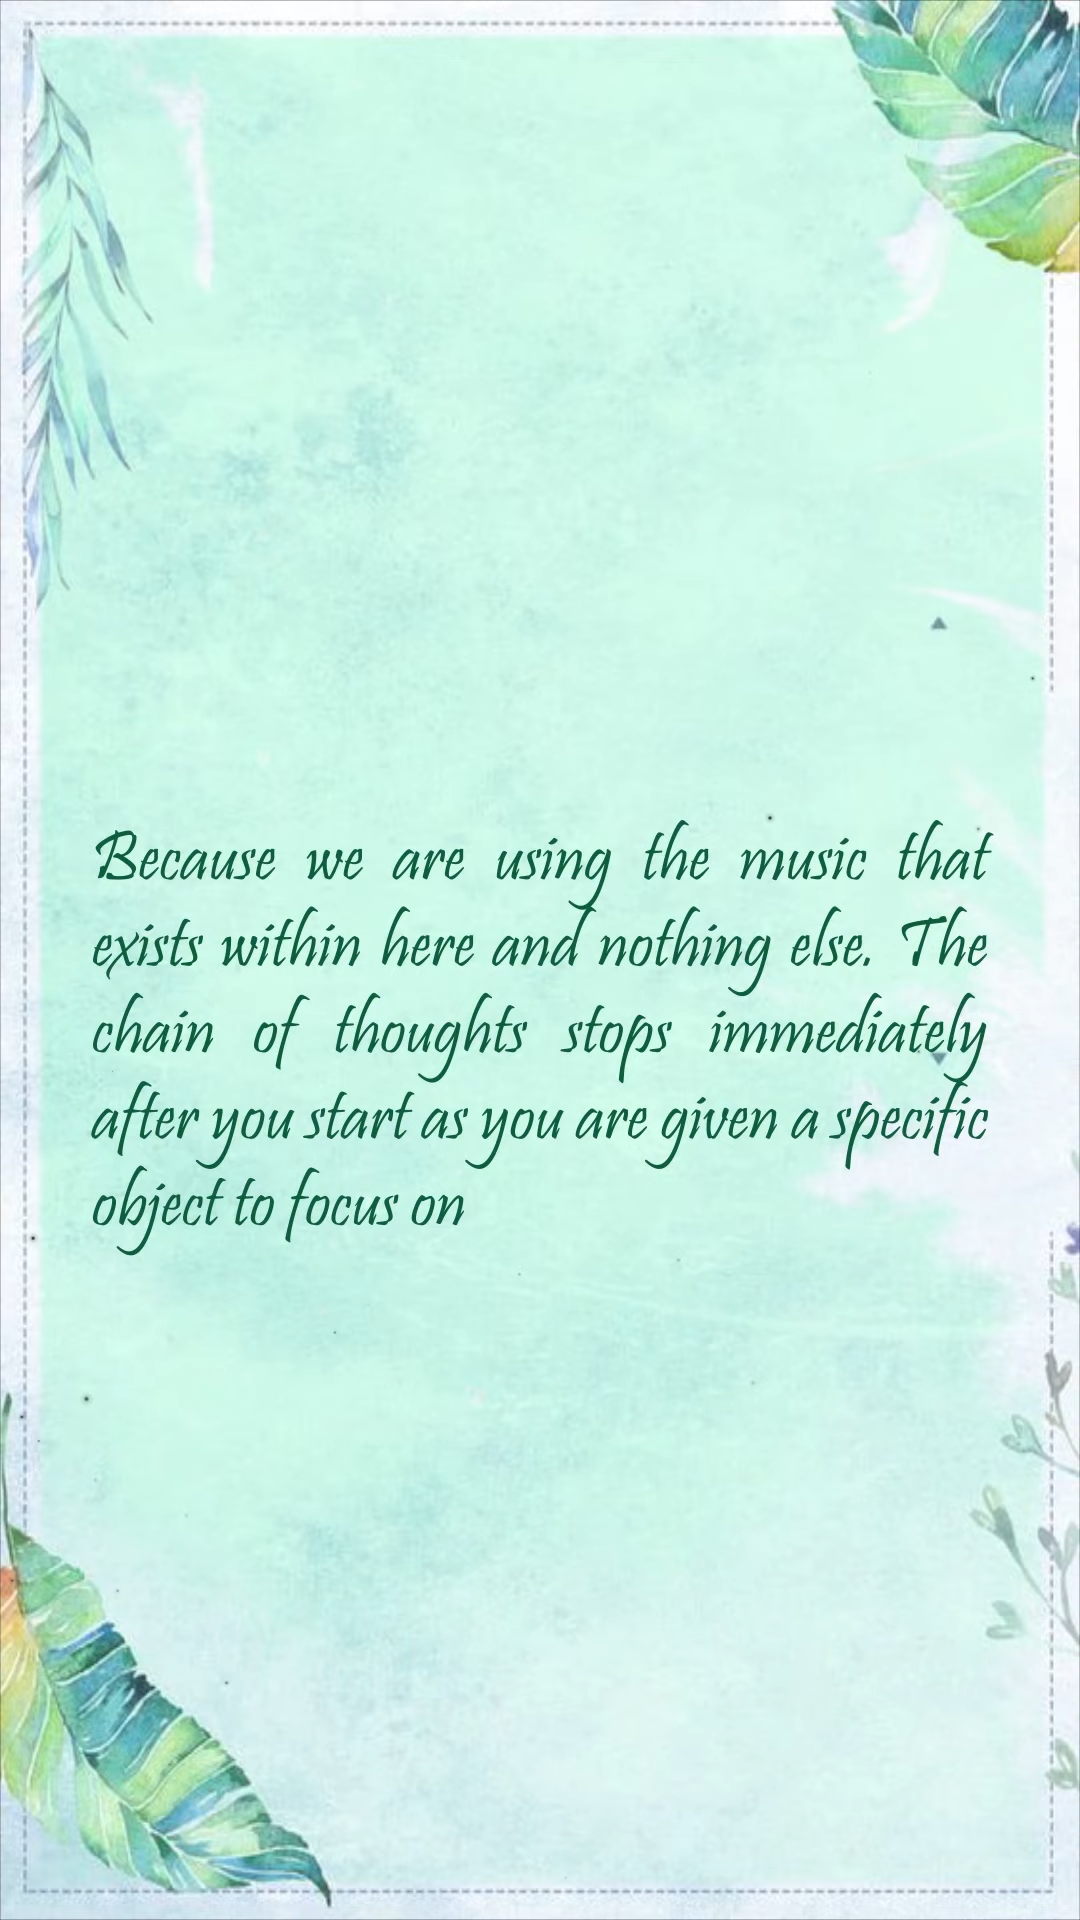 Because we are using the music that
exists within here and nothing else. The
chain of thoughts stops immediately
after you start as you are given a specific
object to focus on